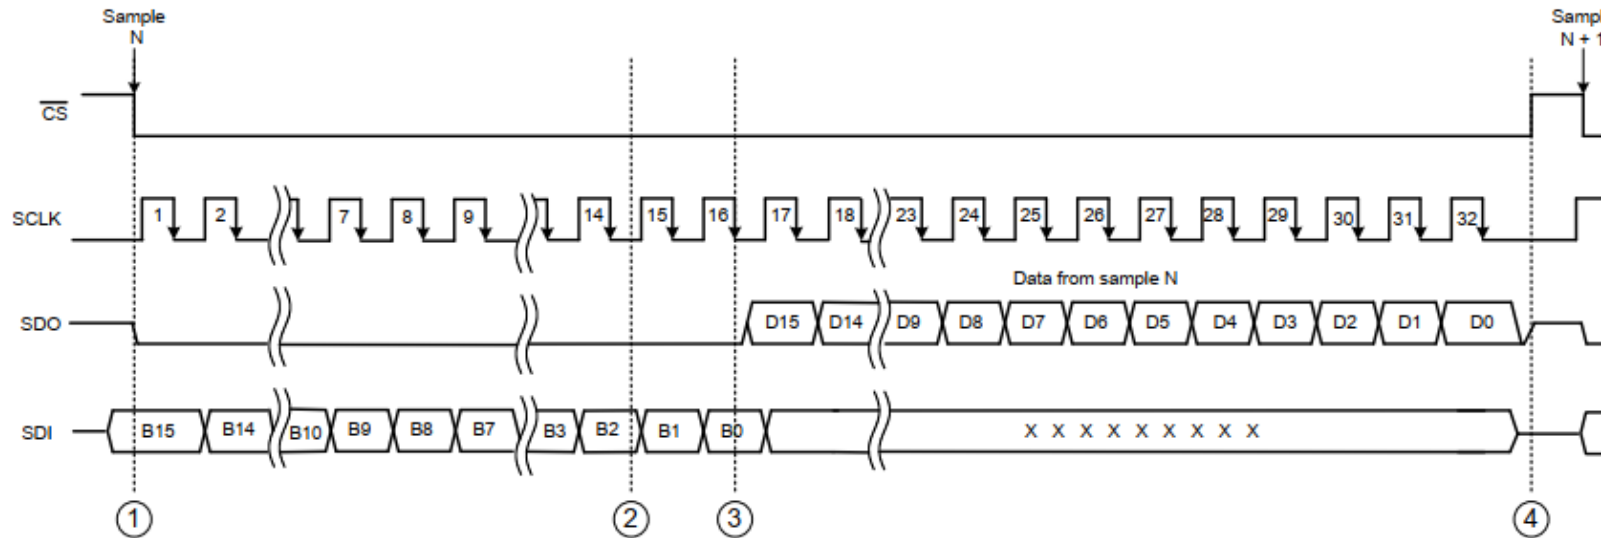 Sample
N
Sampl
N + 1
CS
SCLK 1 2 7 8 9 14 15 16 17 18 23 24 25 26 27 28 29 30 31 32
Data from sample N
SDO D15 D14 D9 D8 D7 D6 D5 D4 D3 D2 D1 D0
SDI B15 B14 B10 B9 B8 B7 B3 B2 B1 B0 X X X X X X X X X
1 2 3 4